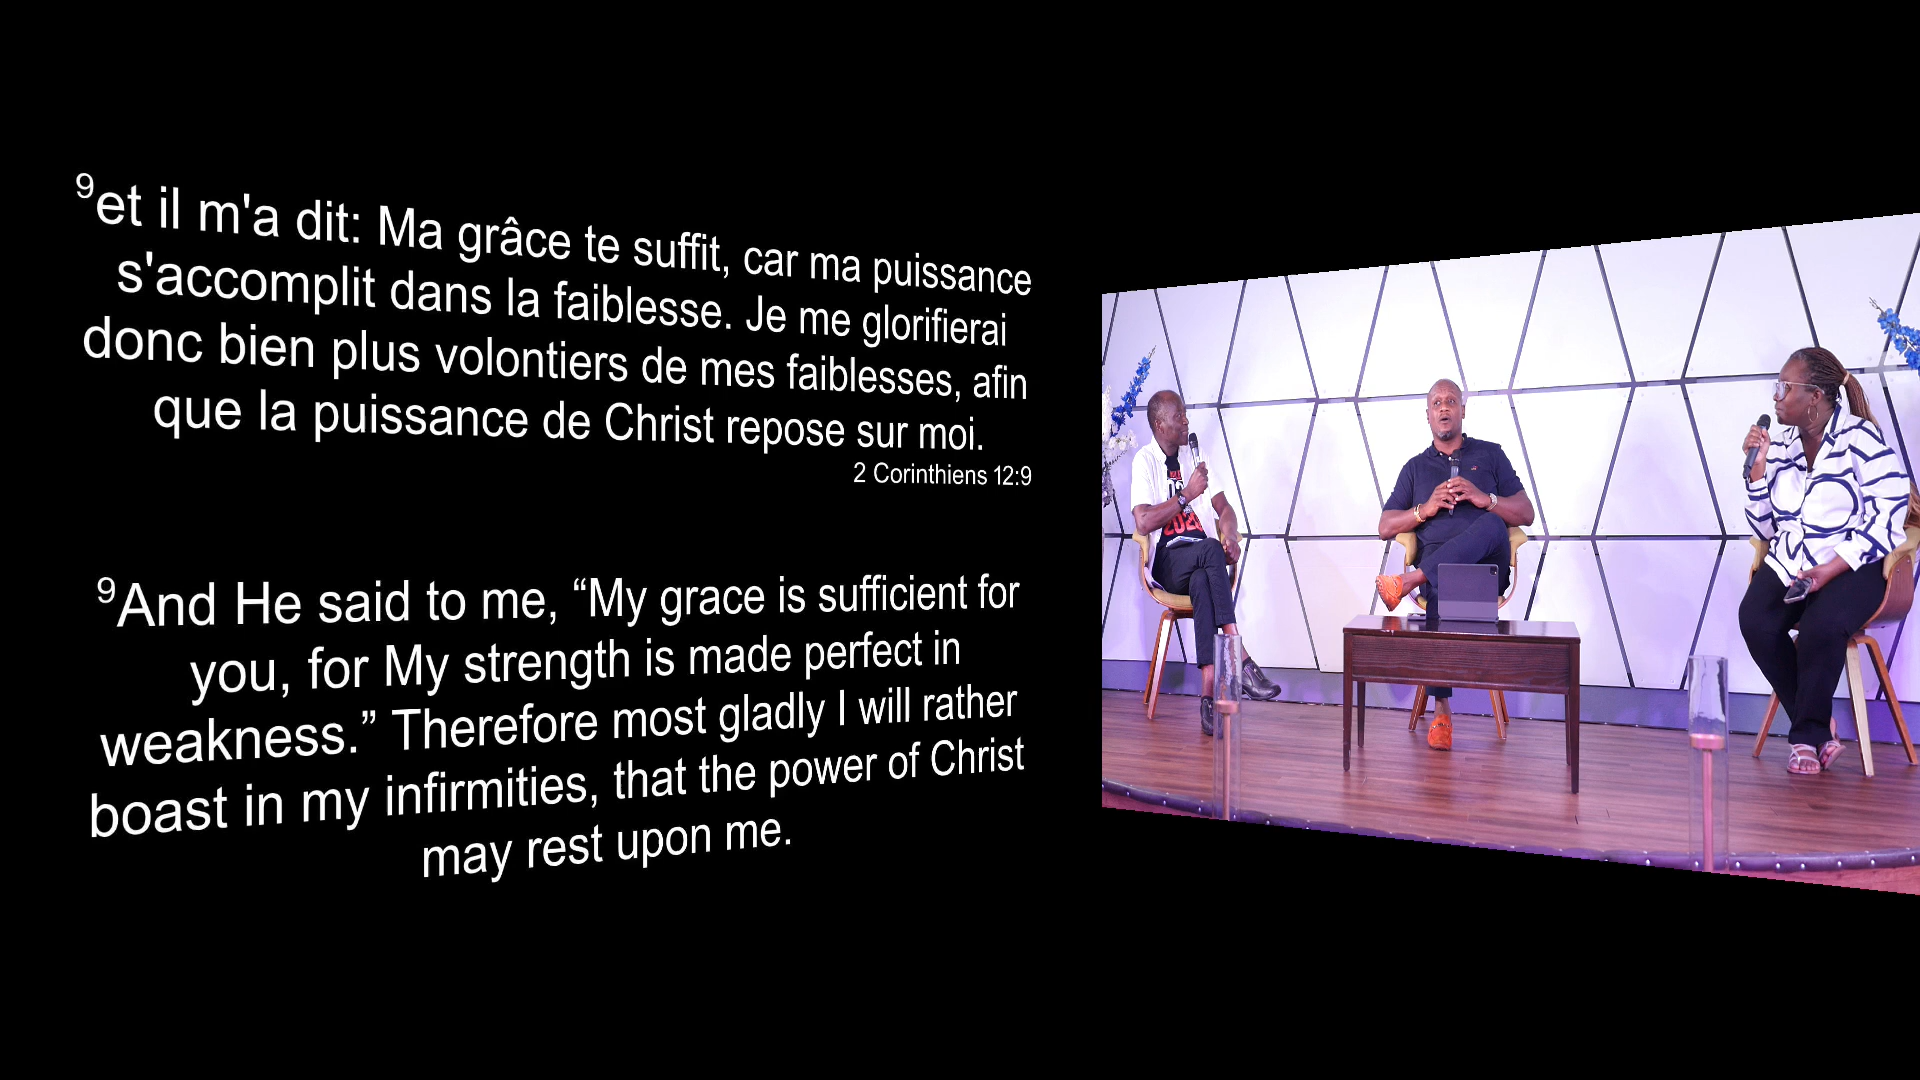 9et il m'a dit: Ma grâce te suffit, car ma puissance
s'accomplit dans la faiblesse. Je me glorifierai
donc bien plus volontiers de mes faiblesses, afin
que la puissance de Christ repose sur moi.
2 Corinthiens 12:9
9And He said to me, “My grace is sufficient for
you, for My strength is made perfect in
weakness.” Therefore most gladly I will rather
boast in my infirmities, that the power of Christ
may rest upon me.